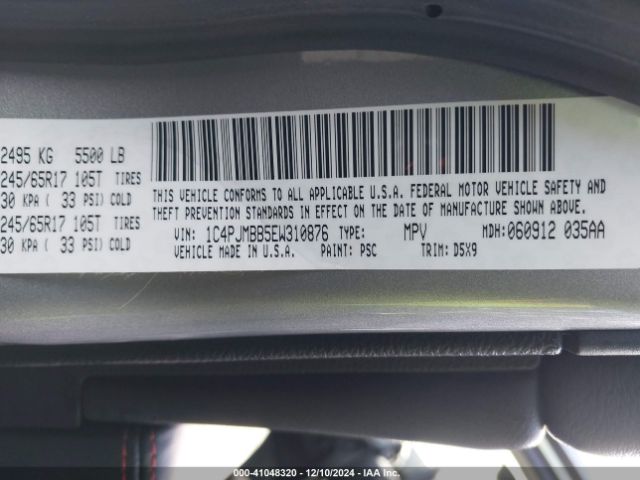 2495 KG 5500 LB
245/65R17 105T TIRES
30 KPA ( 33 PSI) COLD
245/65R17 105T TIRES
30 KPA ( 33 PSI) COLD
THIS VEHICLE CONFORMS TO ALL APPLICABLE U.S.A. FEDERAL MOTOR VEHICLE SAFETY AND
THEFT PREVENTION STANDARDS IN EFFECT ON THE DATE OF MANUFACTURE SHOWN ABOVE.
VIN: 1C4PJMBB5EW310876 TYPE: MPV MDH: 060912 035AA
VEHICLE MADE IN U.S.A. PAINT: PSC TRIM: D5X9
000-41048320 • 12/10/2024 • IAA Inc.